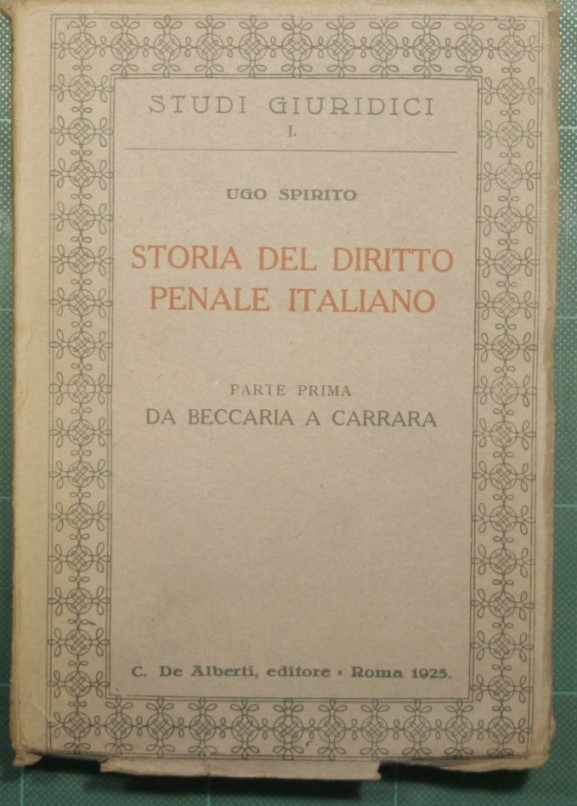 STUDI GIURIDICI
I.
UGO SPIRITO
STORIA DEL DIRITTO
PENALE ITALIANO
PARTE PRIMA
DA BECCARIA A CARRARA
C. De Alberti, editore • Roma 1925.